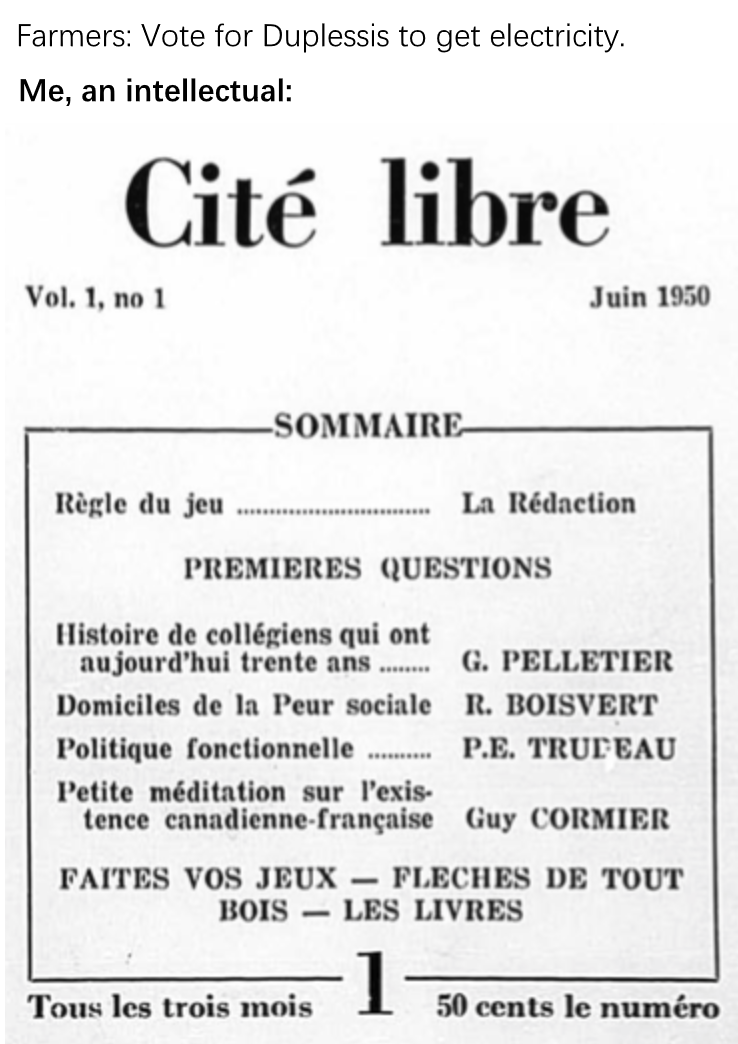 Farmers: Vote for Duplessis to get electricity.
Me, an intellectual:
Cité libre
Vol. 1, no 1 Juin 1950
SOMMAIRE
Règle du jeu .............................. La Rédaction
PREMIERES QUESTIONS
Histoire de collégiens qui ont
aujourd'hui trente ans ........ G. PELLETIER
Domiciles de la Peur sociale R. BOISVERT
Politique fonctionnelle .......... P.E. TRUDEAU
Petite méditation sur l'exis-
tence canadienne-française Guy CORMIER
FAITES VOS JEUX — FLECHES DE TOUT
BOIS — LES LIVRES
Tous les trois mois 1 50 cents le numéro